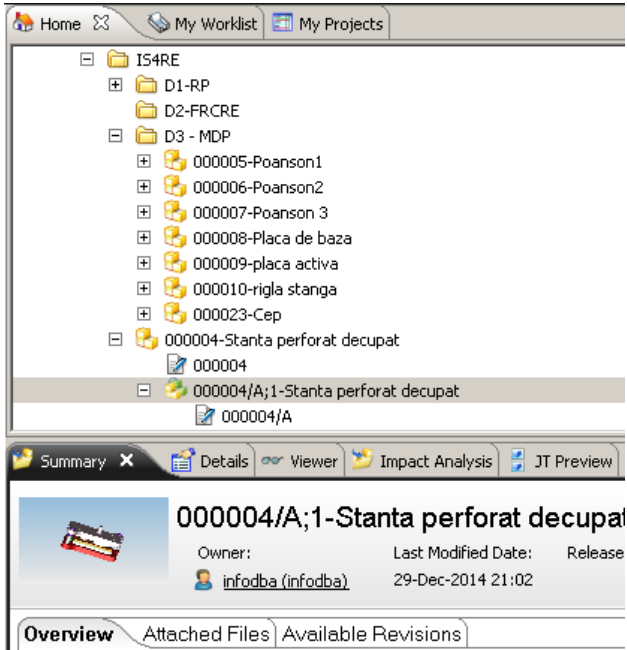 Home My Worklist My Projects
IS4RE
D1-RP
D2-FRCRE
D3 - MDP
000005-Poanson1
000006-Poanson2
000007-Poanson 3
000008-Placa de baza
000009-placa activa
000010-rigla stanga
000023-Cep
000004-Stanta perforat decupat
000004
000004/A;1-Stanta perforat decupat
000004/A
Summary Details Viewer Impact Analysis JT Preview
000004/A;1-Stanta perforat decupat
Owner: Last Modified Date: Release
infodba (infodba) 29-Dec-2014 21:02
Overview Attached Files Available Revisions